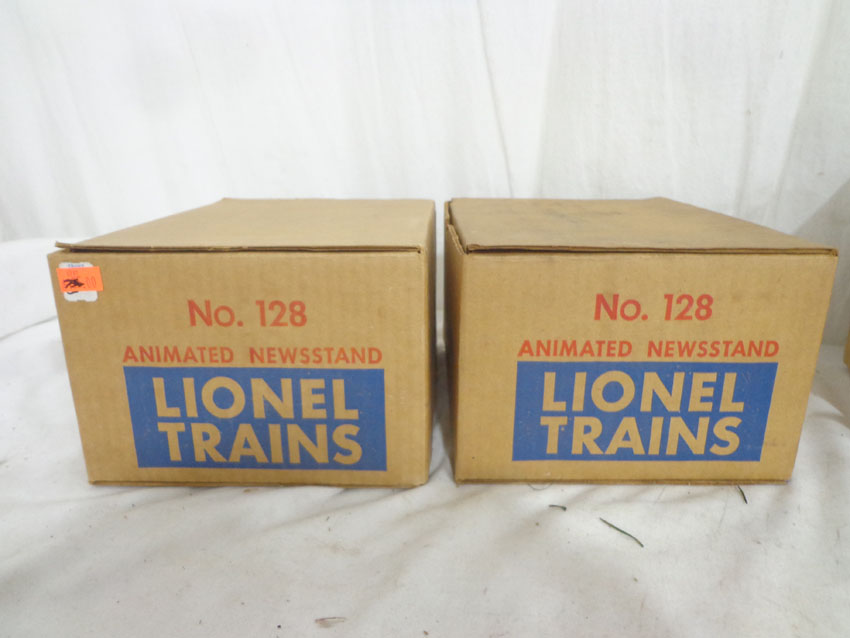 No. 128
ANIMATED NEWSSTAND
LIONEL
TRAINS
No. 128
ANIMATED NEWSSTAND
LIONEL
TRAINS